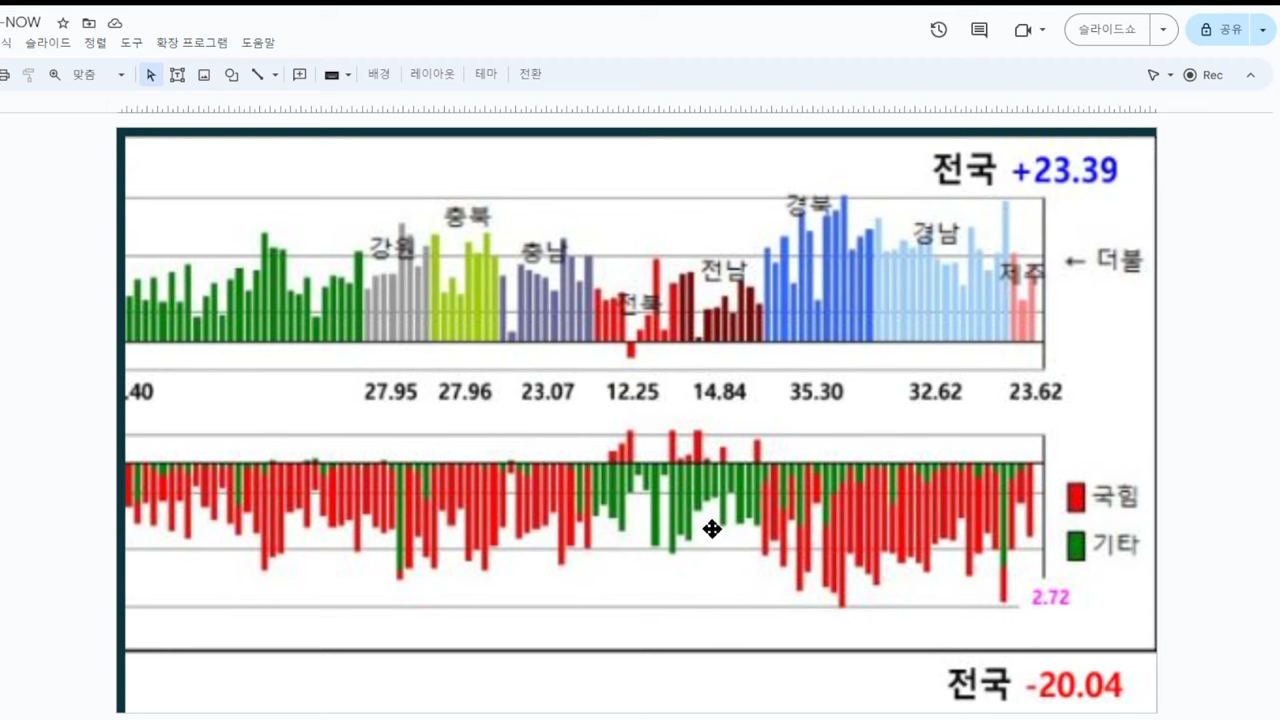 -NOW
슬라이드쇼
공유
식 슬라이드 정렬 도구 확장 프로그램 도움말
맞춤
배경 레이아웃 테마 전환
Rec
전국 +23.39
강원
충북
충남
전북
전남
경북
경남
제주
← 더불
.40 27.95 27.96 23.07 12.25 14.84 35.30 32.62 23.62
국힘
기타
2.72
전국 -20.04